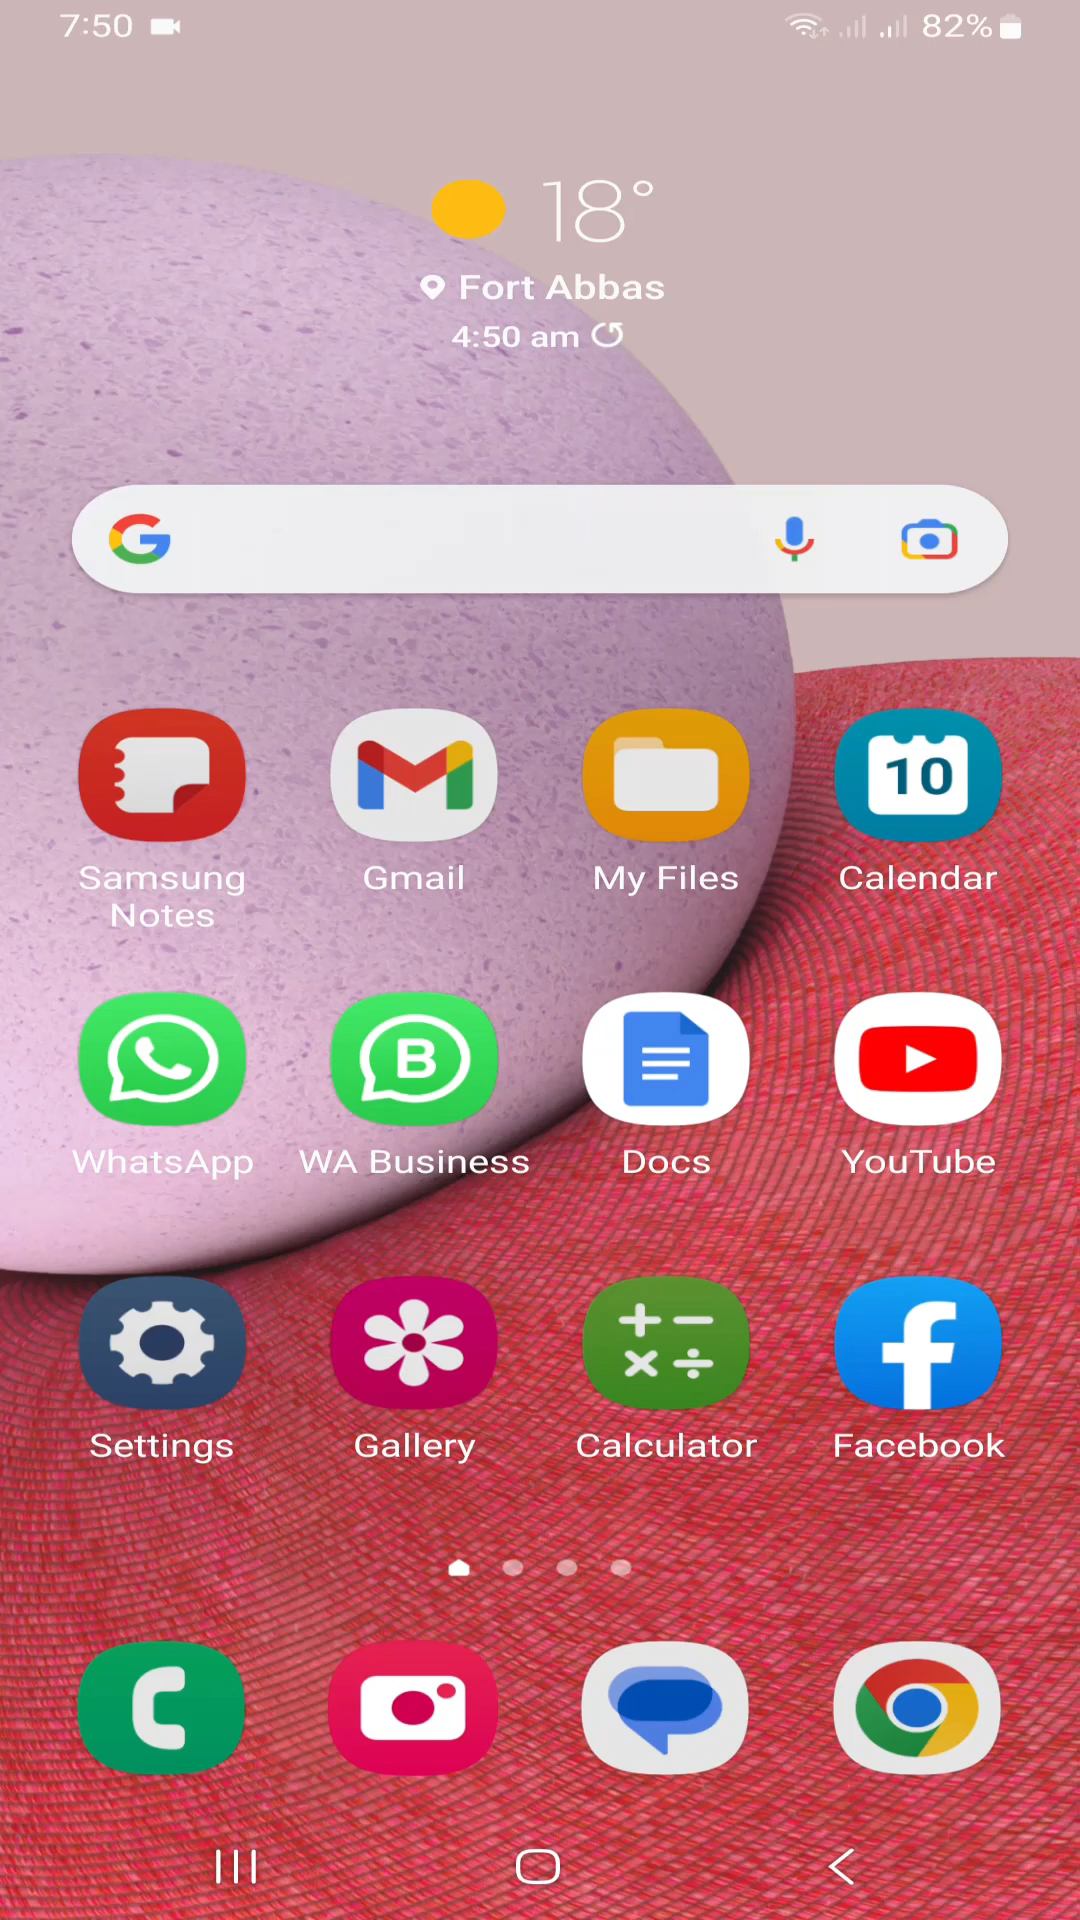 7:50 82%
18°
Fort Abbas
4:50 am
10
Samsung Notes Gmail My Files Calendar
B
WhatsApp WA Business Docs YouTube
Settings Gallery Calculator Facebook